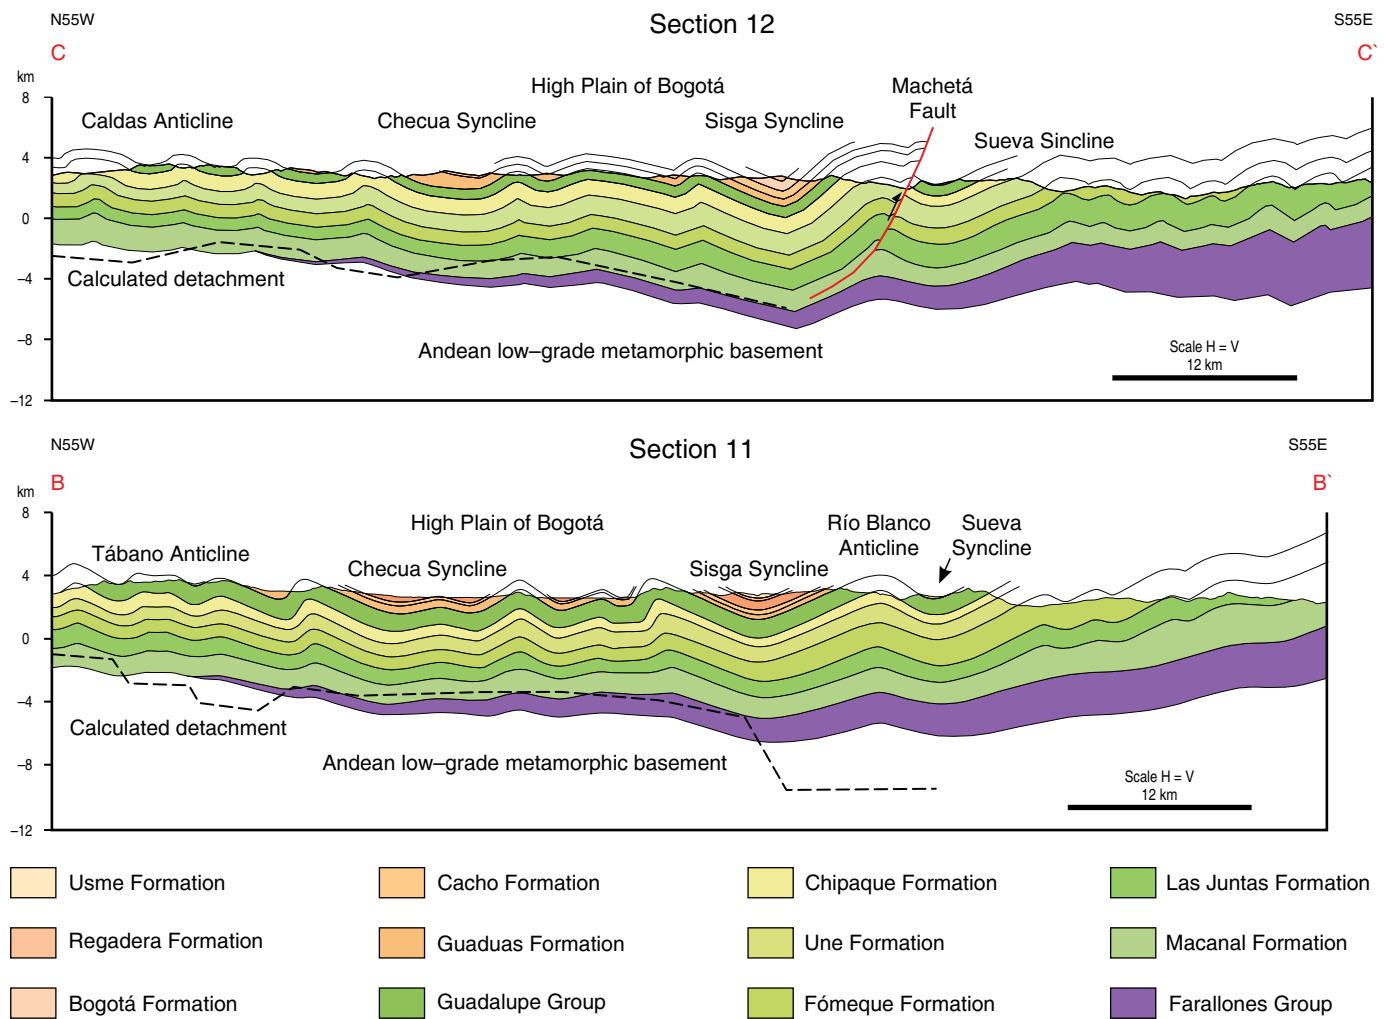 N55W
Section 12
S55E
C
C`
km
High Plain of Bogotá
Machetá
Fault
Caldas Anticline
Checua Syncline
Sisga Syncline
Sueva Sincline
8
4
0
–4
–8
–12
Calculated detachment
Andean low–grade metamorphic basement
Scale H = V
12 km
N55W
Section 11
S55E
B
B`
km
High Plain of Bogotá
Río Blanco
Anticline
Sueva
Syncline
Tábano Anticline
Checua Syncline
Sisga Syncline
8
4
0
–4
–8
–12
Calculated detachment
Andean low–grade metamorphic basement
Scale H = V
12 km
Usme Formation
Cacho Formation
Chipaque Formation
Las Juntas Formation
Regadera Formation
Guaduas Formation
Une Formation
Macanal Formation
Bogotá Formation
Guadalupe Group
Fómeque Formation
Farallones Group